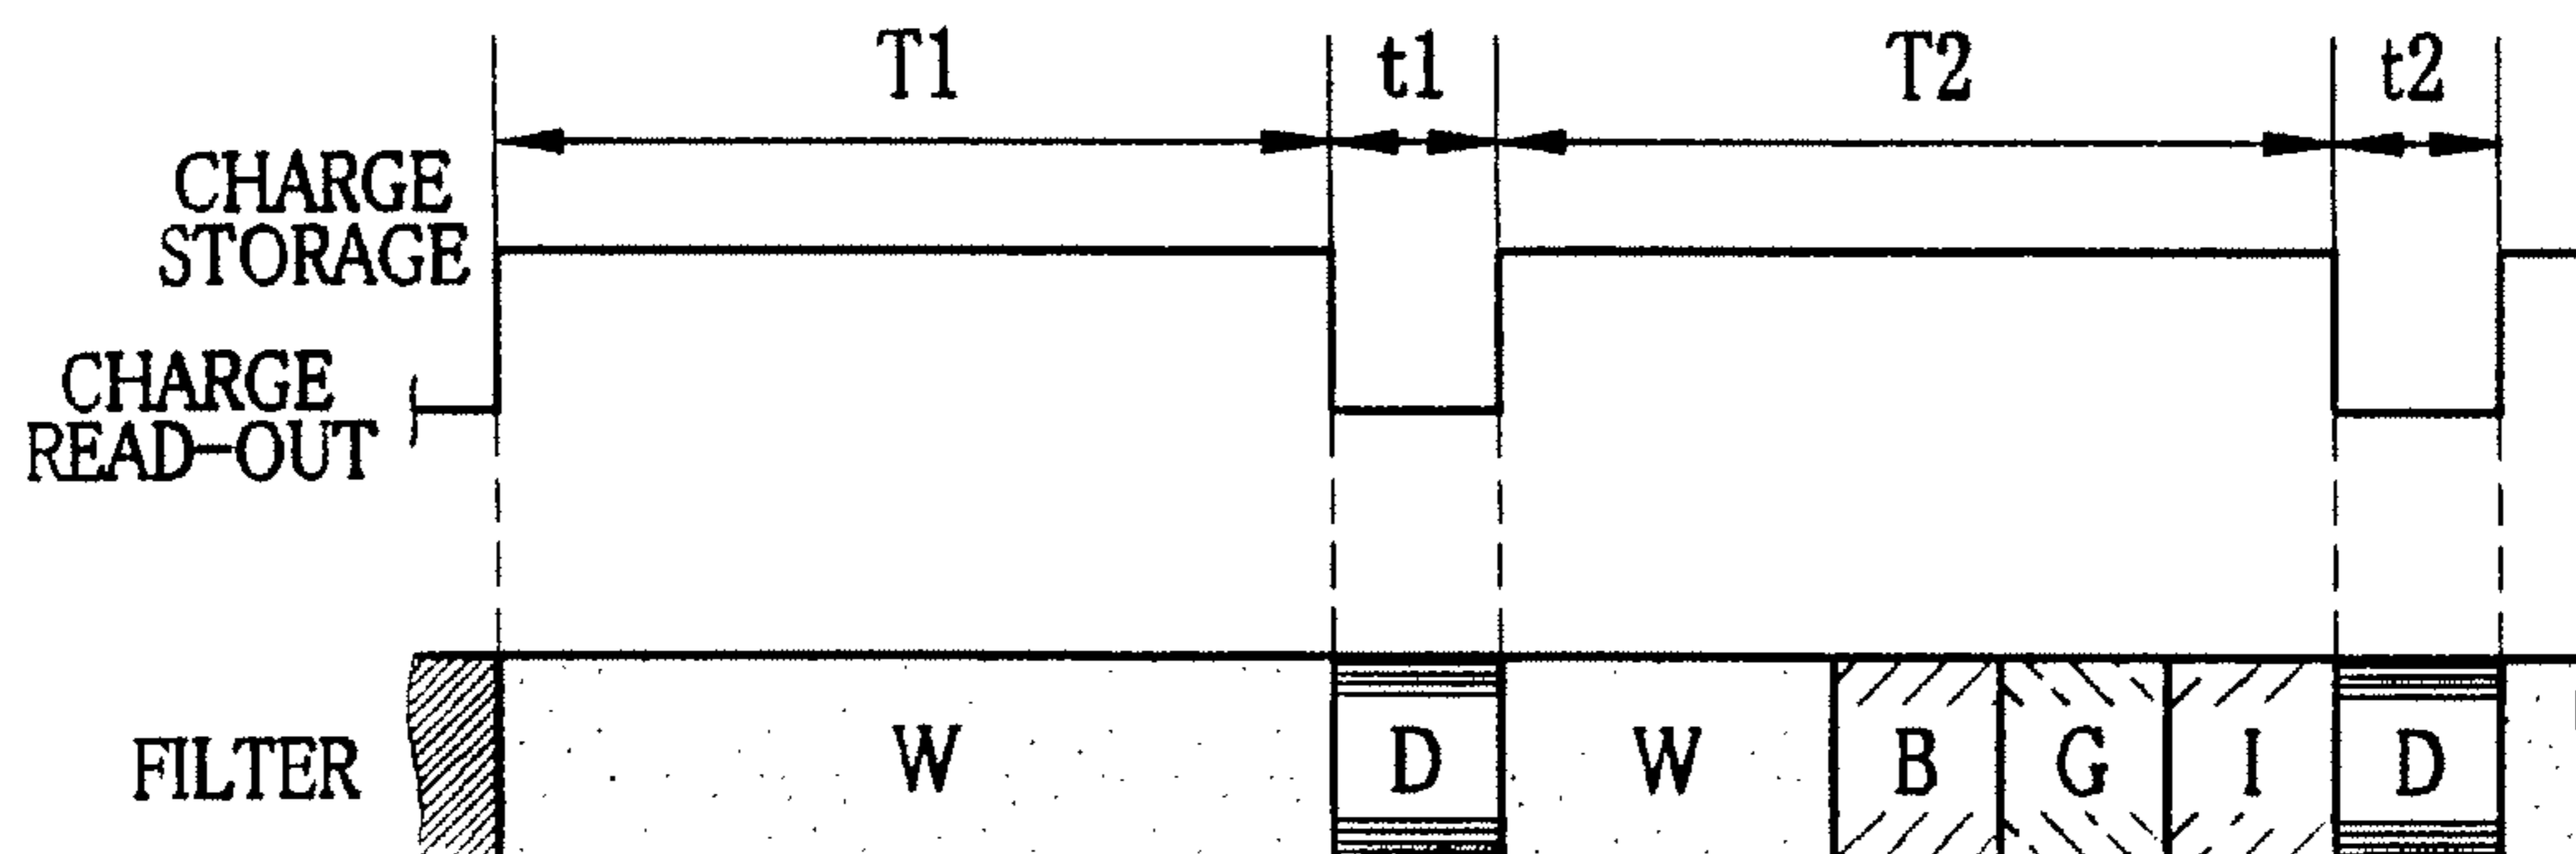 T1 t1 T2 t2
CHARGE
STORAGE
CHARGE
READ-OUT
FILTER W D W B G I D